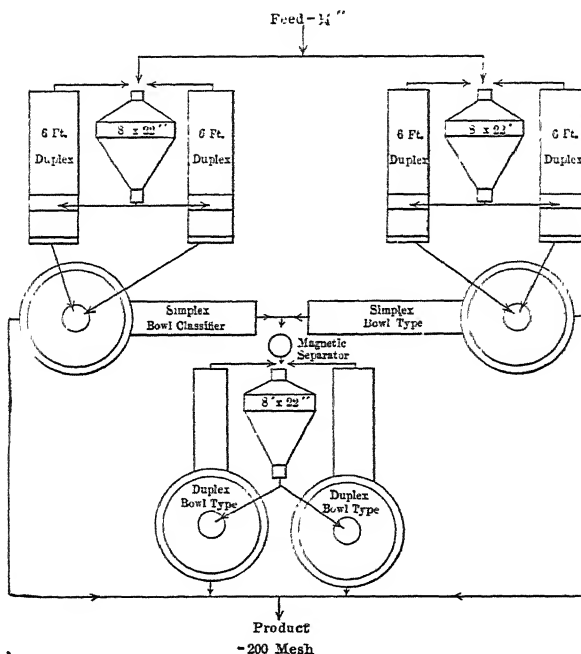 Feed-¼"
6 Ft.
Duplex
8 x 22"
6 Ft.
Duplex
6 Ft.
Duplex
8 x 22'
6 Ft.
Duplex
Simplex
Bowl Classifier
Simplex
Bowl Type
Magnetic
Separator
8'x 22"
Duplex
Bowl Type
Duplex
Bowl Type
Product
-200 Mesh